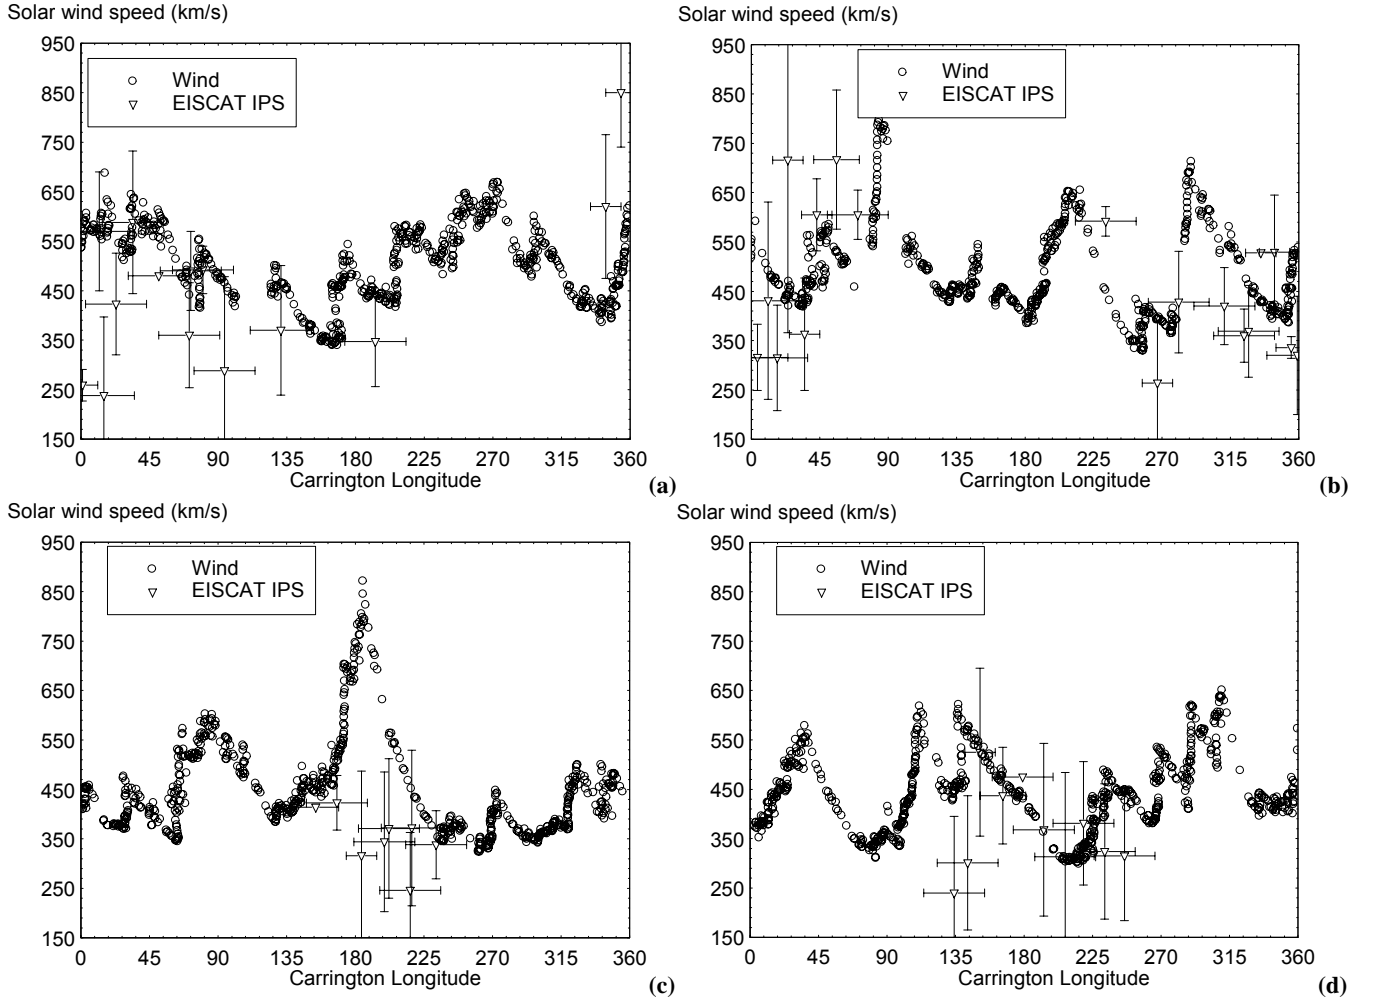 Solar wind speed (km/s)
950
850
750
650
550
450
350
250
150
Wind
EISCAT IPS
0 45 90 135 180 225 270 315 360
Carrington Longitude
(a)
Solar wind speed (km/s)
950
850
750
650
550
450
350
250
150
Wind
EISCAT IPS
0 45 90 135 180 225 270 315 360
Carrington Longitude
(b)
Solar wind speed (km/s)
950
850
750
650
550
450
350
250
150
Wind
EISCAT IPS
0 45 90 135 180 225 270 315 360
Carrington Longitude
(c)
Solar wind speed (km/s)
950
850
750
650
550
450
350
250
150
Wind
EISCAT IPS
0 45 90 135 180 225 270 315 360
Carrington Longitude
(d)